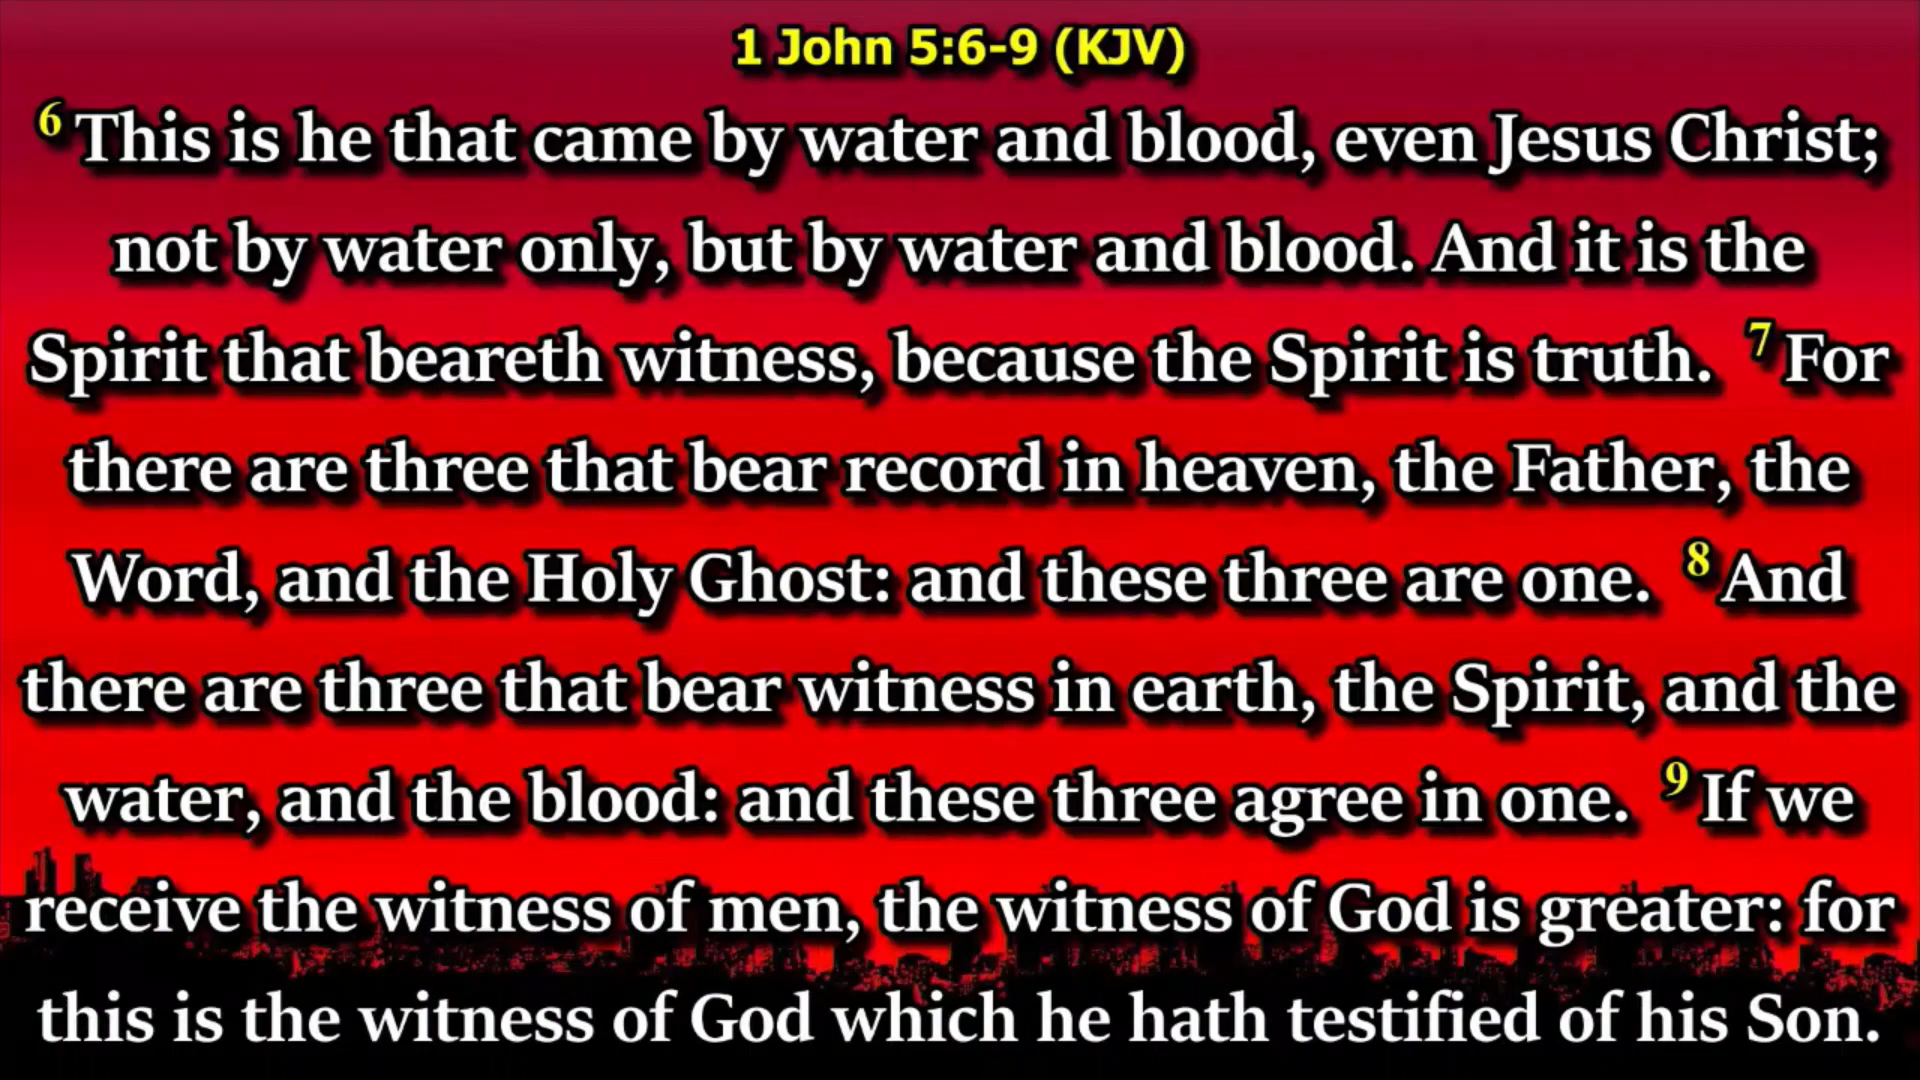 1 John 5:6-9 (KJV)
6 This is he that came by water and blood, even Jesus Christ;
not by water only, but by water and blood. And it is the
Spirit that beareth witness, because the Spirit is truth. 7 For
there are three that bear record in heaven, the Father, the
Word, and the Holy Ghost: and these three are one. 8 And
there are three that bear witness in earth, the Spirit, and the
water, and the blood: and these three agree in one. 9 If we
receive the witness of men, the witness of God is greater: for
this is the witness of God which he hath testified of his Son.